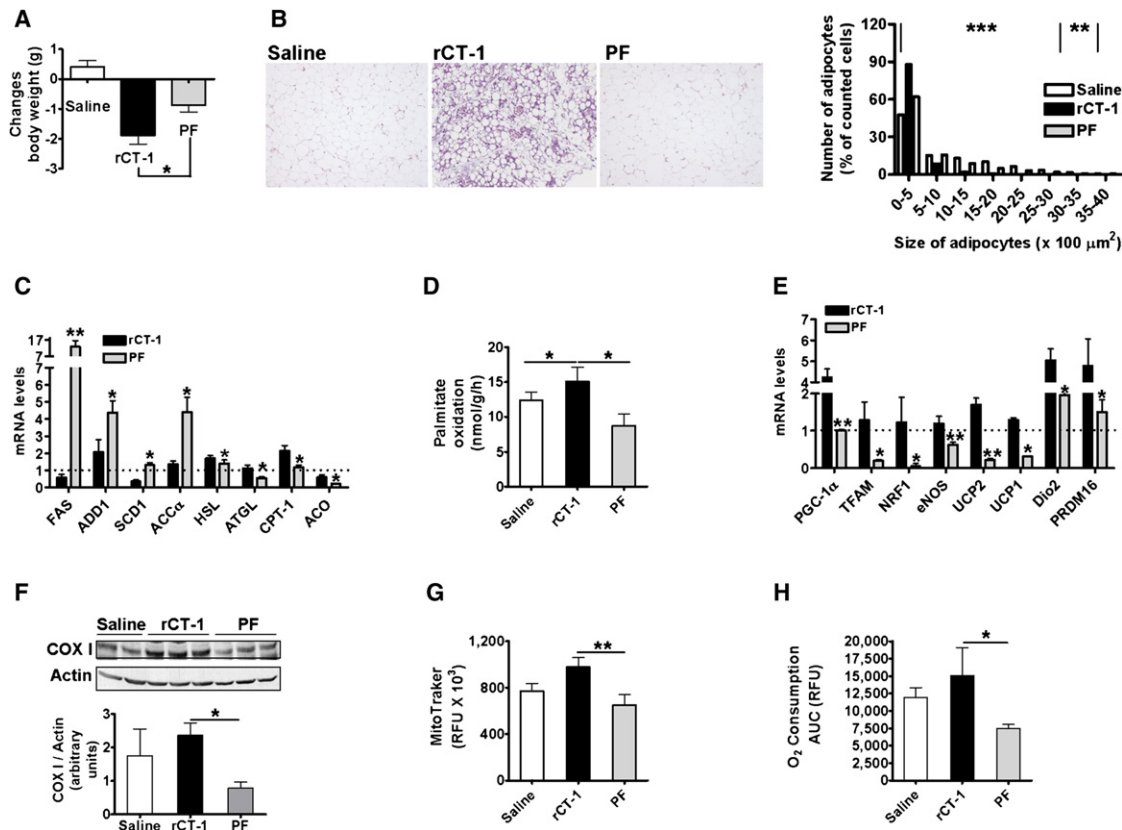 A
Changes
body weight (g)
1
0
-1
-2
-3
Saline
rCT-1
PF
*
B
Saline
rCT-1
PF
Number of adipocytes
(% of counted cells)
120
90
60
30
0
***
**
Saline
rCT-1
PF
0-5
5-10
10-15
15-20
20-25
25-30
30-35
35-40
Size of adipocytes (x 100 μm²)
C
mRNA levels
17
7
6
5
4
3
2
1
0
rCT-1
PF
**
*
*
*
*
*
*
*
FAS
ADD1
SCD1
ACCα
HSL
ATGL
CPT-1
ACO
D
Palmitate
oxidation
(nmol/g/h)
20
15
10
5
0
*
*
Saline
rCT-1
PF
E
rCT-1
PF
mRNA levels
7
6
5
4
2
1
0
**
*
*
**
**
*
*
*
PGC-1α
TFAM
NRF1
eNOS
UCP2
UCP1
Dio2
PRDM16
F
Saline rCT-1 PF
COX I
Actin
COX I / Actin
(arbitrary
units)
3
2
1
0
*
Saline
rCT-1
PF
G
MitoTraker
(RFU X 10³)
1,200
800
400
0
**
Saline
rCT-1
PF
H
O₂ Consumption
AUC (RFU)
20,000
17,500
15,000
12,500
10,000
7,500
5,000
2,500
0
*
Saline
rCT-1
PF